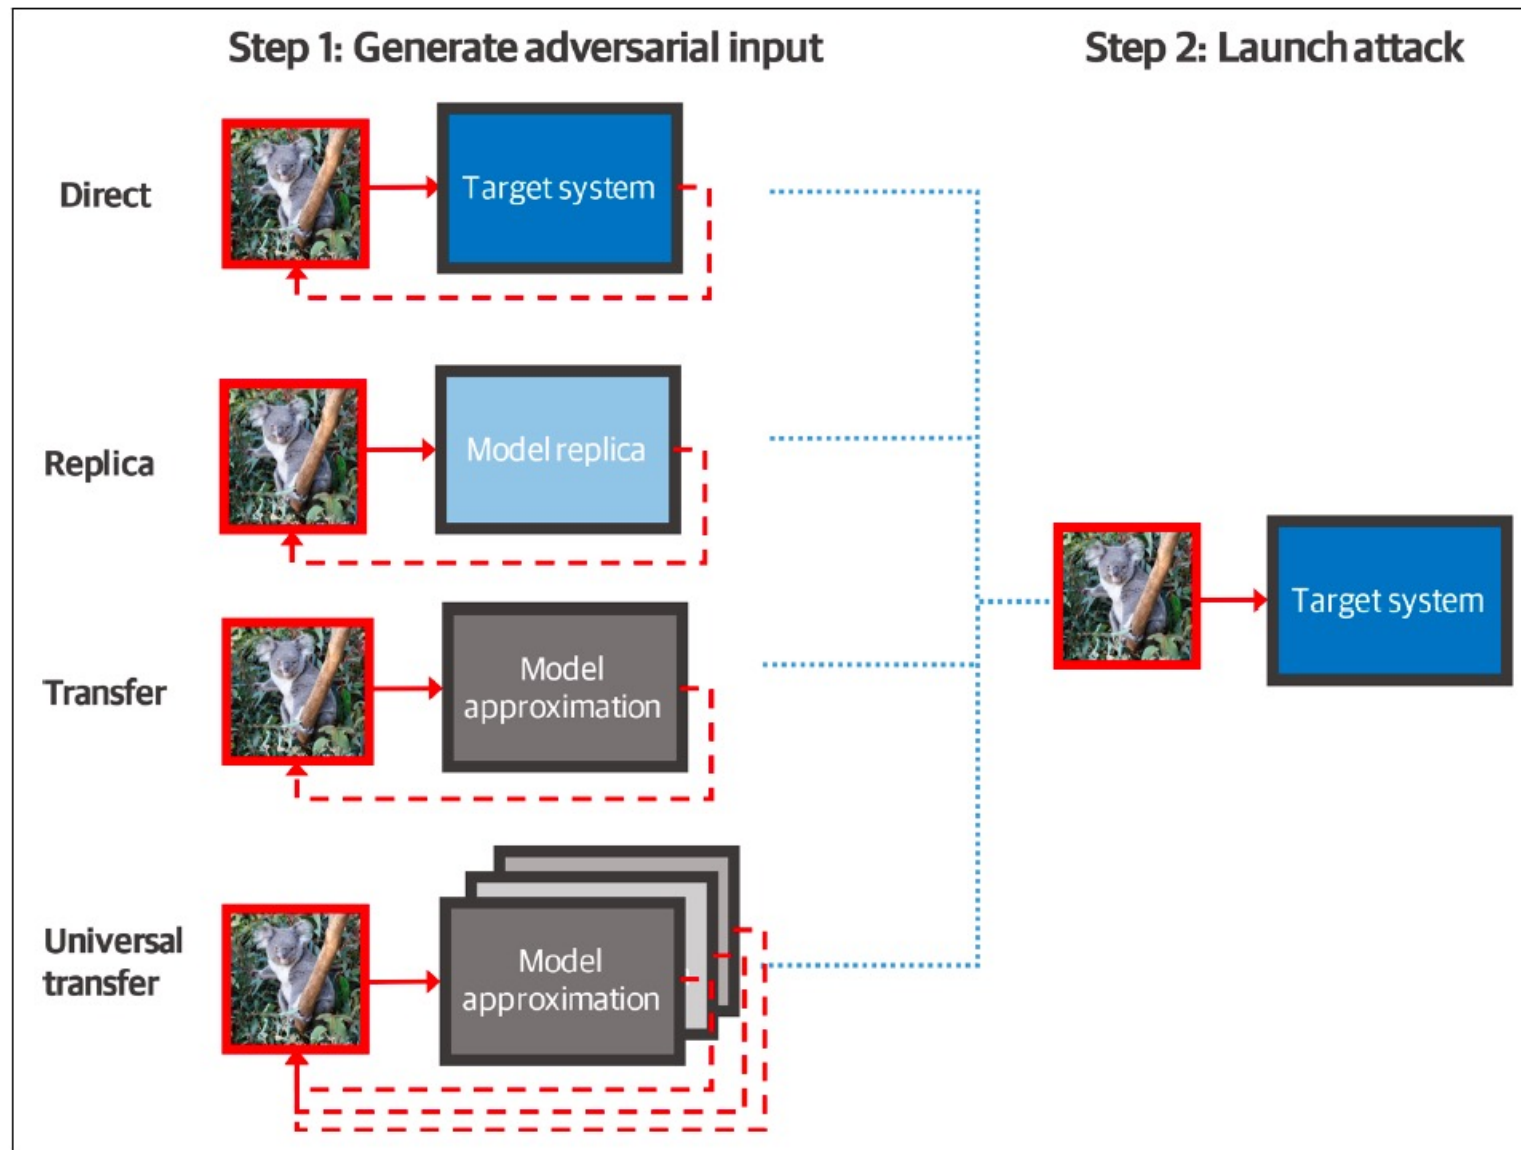 Step 1: Generate adversarial input
Step 2: Launch attack
Direct
Target system
Replica
Model replica
Target system
Transfer
Model
approximation
Universal
transfer
Model
approximation